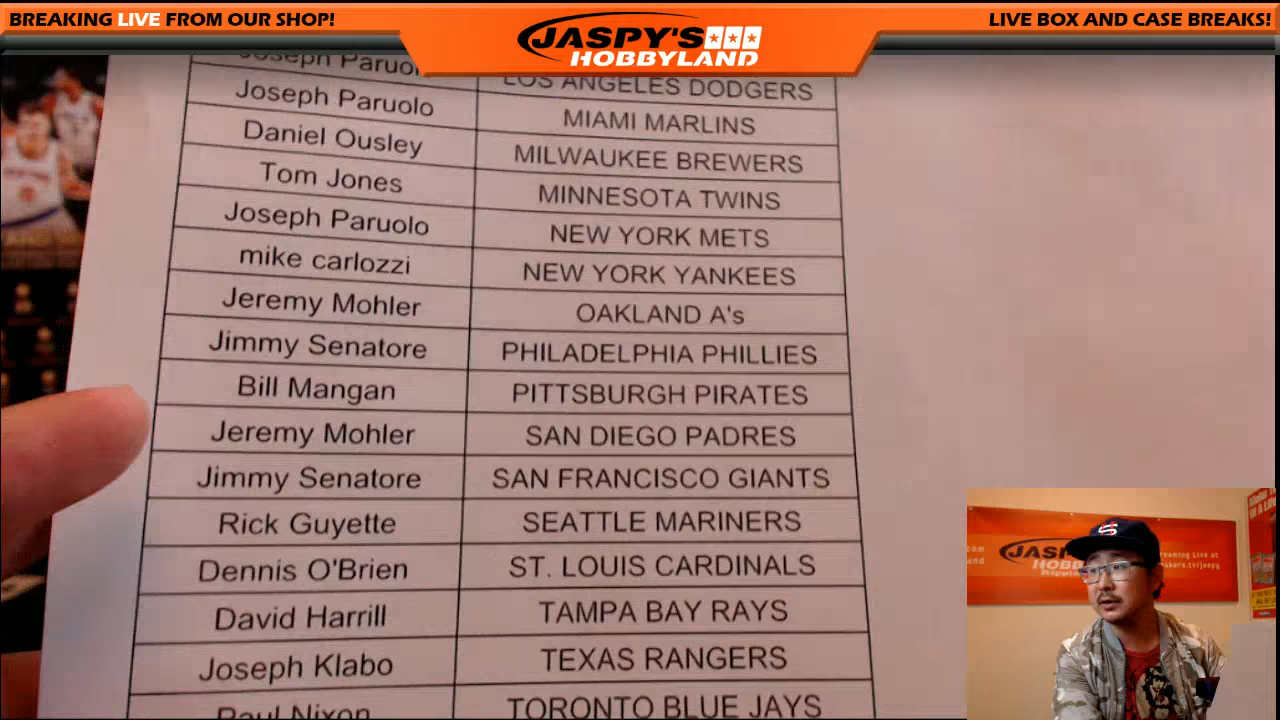 BREAKING LIVE FROM OUR SHOP!
JASPY'S
HOBBYLAND
LIVE BOX AND CASE BREAKS!
Joseph Paruolo LOS ANGELES DODGERS
Joseph Paruolo MIAMI MARLINS
Daniel Ousley MILWAUKEE BREWERS
Tom Jones MINNESOTA TWINS
Joseph Paruolo NEW YORK METS
mike carlozzi NEW YORK YANKEES
Jeremy Mohler OAKLAND A's
Jimmy Senatore PHILADELPHIA PHILLIES
Bill Mangan PITTSBURGH PIRATES
Jeremy Mohler SAN DIEGO PADRES
Jimmy Senatore SAN FRANCISCO GIANTS
Rick Guyette SEATTLE MARINERS
Dennis O'Brien ST. LOUIS CARDINALS
David Harrill TAMPA BAY RAYS
Joseph Klabo TEXAS RANGERS
Paul Nixon TORONTO BLUE JAYS